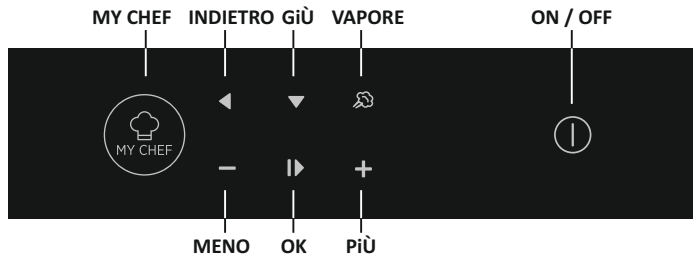 MY CHEF INDIETRO GiÙ VAPORE ON / OFF
MY CHEF
MENO OK PiÙ